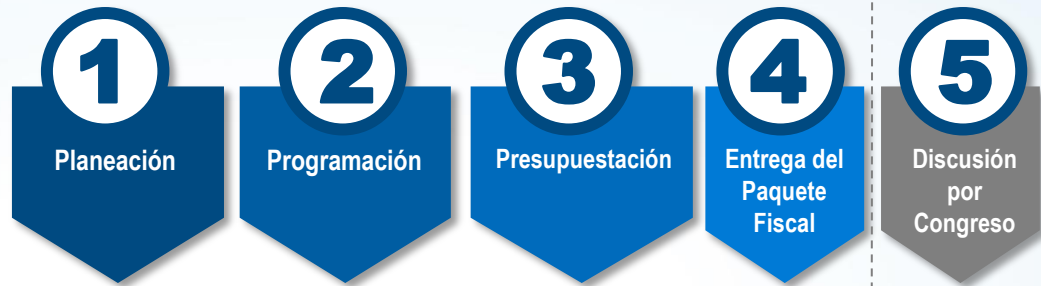 1
Planeación
2
Programación
3
Presupuestación
4
Entrega del
Paquete
Fiscal
5
Discusión
por
Congreso